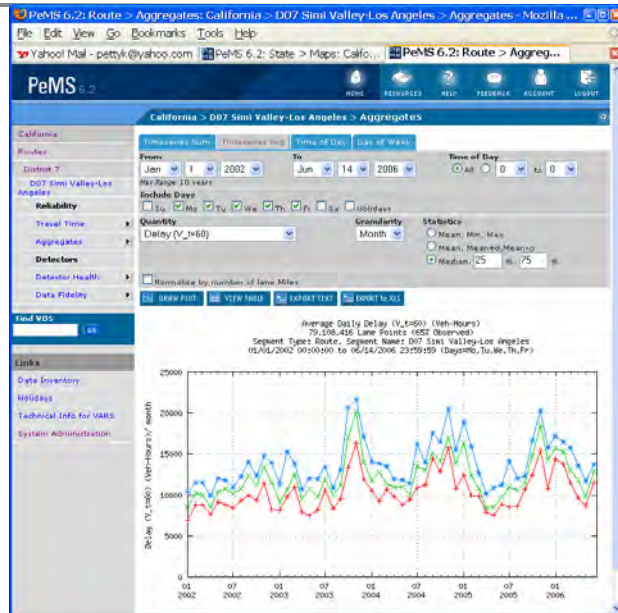 PeMS 6.2: Route > Aggregates: California > D07 Simi Valley-Los Angeles > Aggregates - Mozilla ...
File Edit View Go Bookmarks Tools Help
Yahoo! Mail - pettyk@yahoo.com PeMS 6.2: State > Maps: Califo... PeMS 6.2: Route > Aggreg...
PeMS 6.2
HOME RESOURCES HELP FEEDBACK ACCOUNT LOGOUT
California > D07 Simi Valley-Los Angeles > Aggregates
California
Routes
District 7
D07 Simi Valley-Los Angeles
Reliability
Travel Time
Aggregates
Detectors
Detector Health
Data Fidelity
Find VDS
GO
Links
Data Inventory
Holidays
Technical Info for VARS
System Administration
Timeseries Sum Timeseries Avg Time of Day Day of Week
From To Time of Day
Jan 1 2002 Jun 14 2006 All 0 to 0
Max Range 10 years
Include Days
Su Mo Tu We Th Fr Sa Holidays
Quantity Granularity Statistics
Delay (V_t=60) Month Mean, Min, Max
Mean, Mean+σ, Mean-σ
Median, 25 %, 75 %
Normalize by number of lane Miles
DRAW PLOT VIEW TABLE EXPORT TEXT EXPORT to XLS
Average Daily Delay (V_t=60) (Veh-Hours)
79,108,416 Lane Points (65% Observed)
Segment Type: Route, Segment Name: D07 Simi Valley-Los Angeles
01/01/2002 00:00:00 to 06/14/2006 23:59:59 (Days=Mo,Tu,We,Th,Fr)
Delay (V_t=60) (Veh-Hours)/ month
25000
20000
15000
10000
5000
0
01 07 01 07 01 07 01 07 01
2002 2002 2003 2003 2004 2004 2005 2005 2006